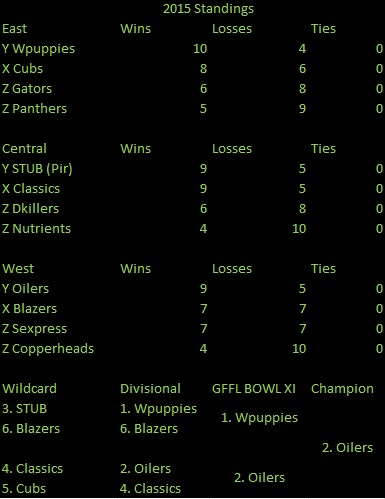 2015 Standings
East Wins Losses Ties
Y Wpuppies 10 4 0
X Cubs 8 6 0
Z Gators 6 8 0
Z Panthers 5 9 0
Central Wins Losses Ties
Y STUB (Pir) 9 5 0
X Classics 9 5 0
Z Dkillers 6 8 0
Z Nutrients 4 10 0
West Wins Losses Ties
Y Oilers 9 5 0
X Blazers 7 7 0
Z Sexpress 7 7 0
Z Copperheads 4 10 0
Wildcard Divisional GFFL BOWL XI Champion
3. STUB 1. Wpuppies
1. Wpuppies
6. Blazers 6. Blazers
2. Oilers
4. Classics 2. Oilers
2. Oilers
5. Cubs 4. Classics